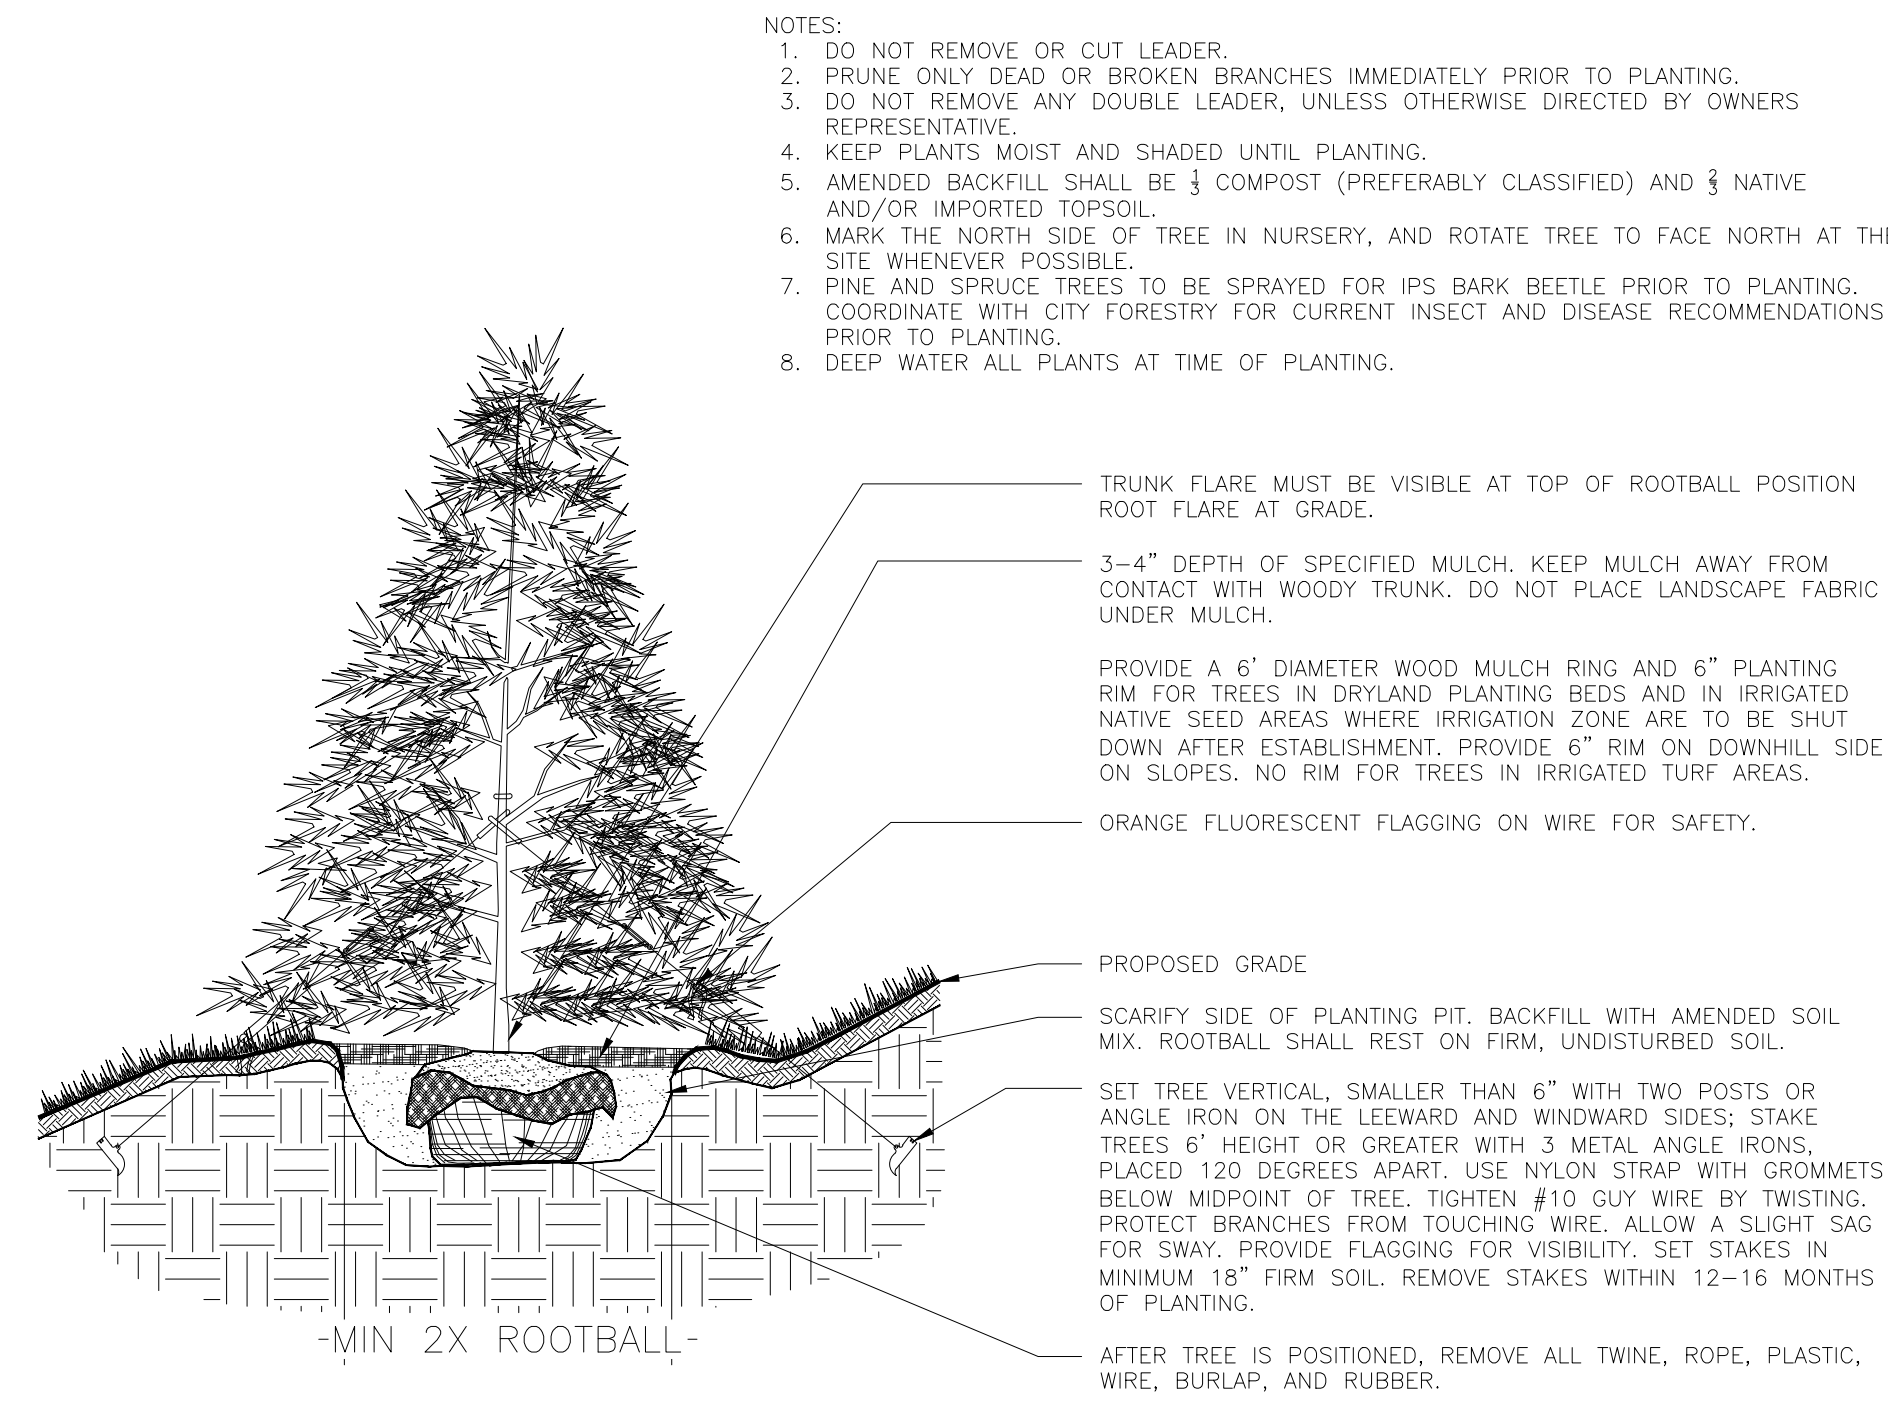 NOTES:
1. DO NOT REMOVE OR CUT LEADER.
2. PRUNE ONLY DEAD OR BROKEN BRANCHES IMMEDIATELY PRIOR TO PLANTING.
3. DO NOT REMOVE ANY DOUBLE LEADER, UNLESS OTHERWISE DIRECTED BY OWNERS
REPRESENTATIVE.
4. KEEP PLANTS MOIST AND SHADED UNTIL PLANTING.
5. AMENDED BACKFILL SHALL BE 1/3 COMPOST (PREFERABLY CLASSIFIED) AND 2/3 NATIVE
AND/OR IMPORTED TOPSOIL.
6. MARK THE NORTH SIDE OF TREE IN NURSERY, AND ROTATE TREE TO FACE NORTH AT THE
SITE WHENEVER POSSIBLE.
7. PINE AND SPRUCE TREES TO BE SPRAYED FOR IPS BARK BEETLE PRIOR TO PLANTING.
COORDINATE WITH CITY FORESTRY FOR CURRENT INSECT AND DISEASE RECOMMENDATIONS
PRIOR TO PLANTING.
8. DEEP WATER ALL PLANTS AT TIME OF PLANTING.
TRUNK FLARE MUST BE VISIBLE AT TOP OF ROOTBALL POSITION
ROOT FLARE AT GRADE.
3-4" DEPTH OF SPECIFIED MULCH. KEEP MULCH AWAY FROM
CONTACT WITH WOODY TRUNK. DO NOT PLACE LANDSCAPE FABRIC
UNDER MULCH.
PROVIDE A 6' DIAMETER WOOD MULCH RING AND 6" PLANTING
RIM FOR TREES IN DRYLAND PLANTING BEDS AND IN IRRIGATED
NATIVE SEED AREAS WHERE IRRIGATION ZONE ARE TO BE SHUT
DOWN AFTER ESTABLISHMENT. PROVIDE 6" RIM ON DOWNHILL SIDE
ON SLOPES. NO RIM FOR TREES IN IRRIGATED TURF AREAS.
ORANGE FLUORESCENT FLAGGING ON WIRE FOR SAFETY.
PROPOSED GRADE
SCARIFY SIDE OF PLANTING PIT. BACKFILL WITH AMENDED SOIL
MIX. ROOTBALL SHALL REST ON FIRM, UNDISTURBED SOIL.
SET TREE VERTICAL, SMALLER THAN 6" WITH TWO POSTS OR
ANGLE IRON ON THE LEEWARD AND WINDWARD SIDES; STAKE
TREES 6' HEIGHT OR GREATER WITH 3 METAL ANGLE IRONS,
PLACED 120 DEGREES APART. USE NYLON STRAP WITH GROMMETS
BELOW MIDPOINT OF TREE. TIGHTEN #10 GUY WIRE BY TWISTING.
PROTECT BRANCHES FROM TOUCHING WIRE. ALLOW A SLIGHT SAG
FOR SWAY. PROVIDE FLAGGING FOR VISIBILITY. SET STAKES IN
MINIMUM 18" FIRM SOIL. REMOVE STAKES WITHIN 12-16 MONTHS
OF PLANTING.
-MIN 2X ROOTBALL-
AFTER TREE IS POSITIONED, REMOVE ALL TWINE, ROPE, PLASTIC,
WIRE, BURLAP, AND RUBBER.